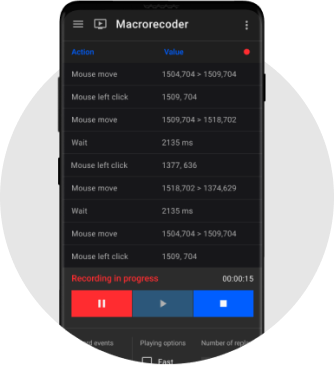 Macrorecoder
Action Value
Mouse move 1504,704 > 1509,704
Mouse left click 1509, 704
Mouse move 1509,704 > 1518,702
Wait 2135 ms
Mouse left click 1377, 636
Mouse move 1518,702 > 1374,629
Wait 2135 ms
Mouse move 1504,704 > 1509,704
Mouse left click 1509, 704
Recording in progress 00:00:15
events Playing options Number of
Fast